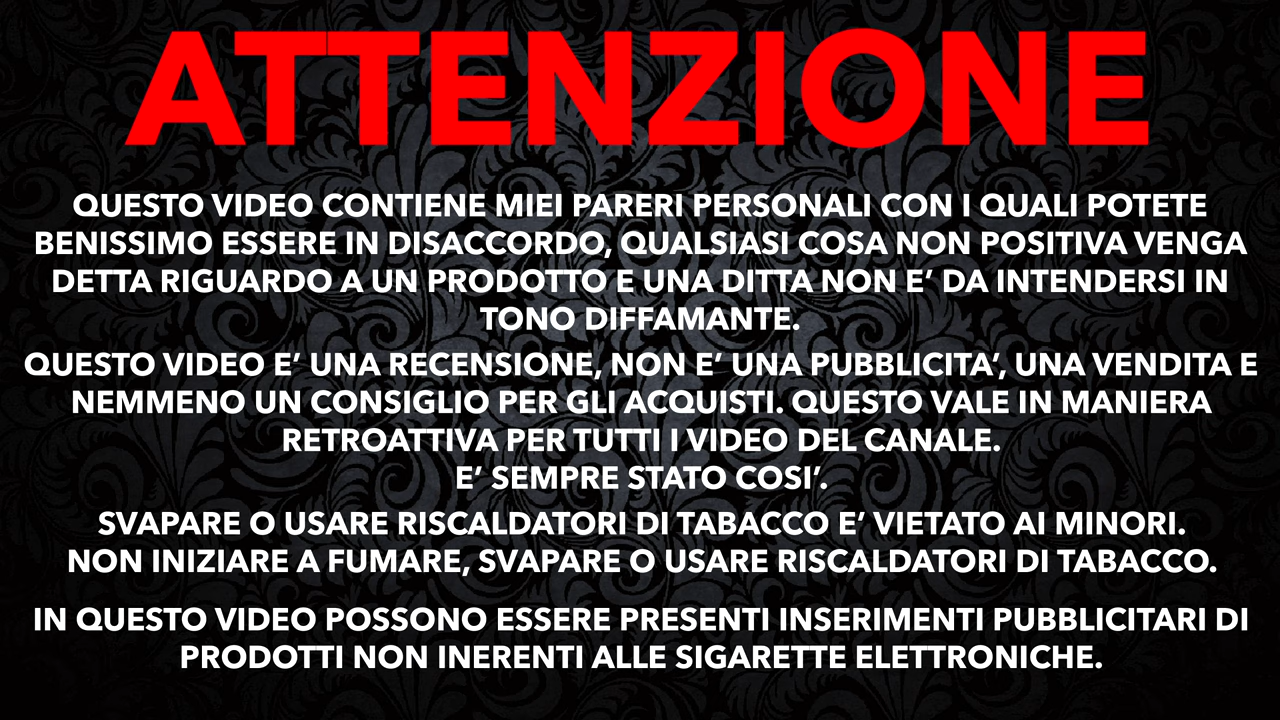 ATTENZIONE
QUESTO VIDEO CONTIENE MIEI PARERI PERSONALI CON I QUALI POTETE
BENISSIMO ESSERE IN DISACCORDO, QUALSIASI COSA NON POSITIVA VENGA
DETTA RIGUARDO A UN PRODOTTO E UNA DITTA NON E’ DA INTENDERSI IN
TONO DIFFAMANTE.
QUESTO VIDEO E’ UNA RECENSIONE, NON E’ UNA PUBBLICITA’, UNA VENDITA E
NEMMENO UN CONSIGLIO PER GLI ACQUISTI. QUESTO VALE IN MANIERA
RETROATTIVA PER TUTTI I VIDEO DEL CANALE.
E’ SEMPRE STATO COSI’.
SVAPARE O USARE RISCALDATORI DI TABACCO E’ VIETATO AI MINORI.
NON INIZIARE A FUMARE, SVAPARE O USARE RISCALDATORI DI TABACCO.
IN QUESTO VIDEO POSSONO ESSERE PRESENTI INSERIMENTI PUBBLICITARI DI
PRODOTTI NON INERENTI ALLE SIGARETTE ELETTRONICHE.